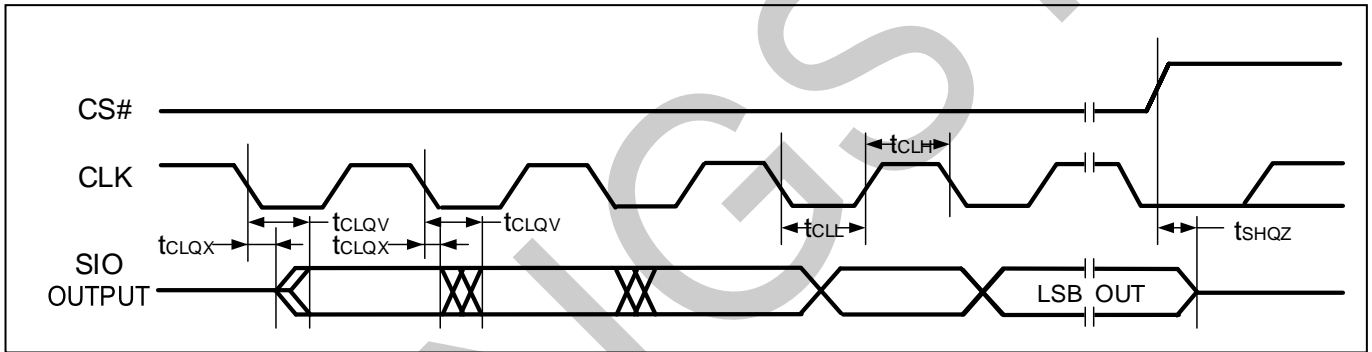 CS#
CLK
tCLH
tCLQV
tCLQV
tCLL
tCLQX
tCLQX
tSHQZ
SIO
OUTPUT
LSB OUT